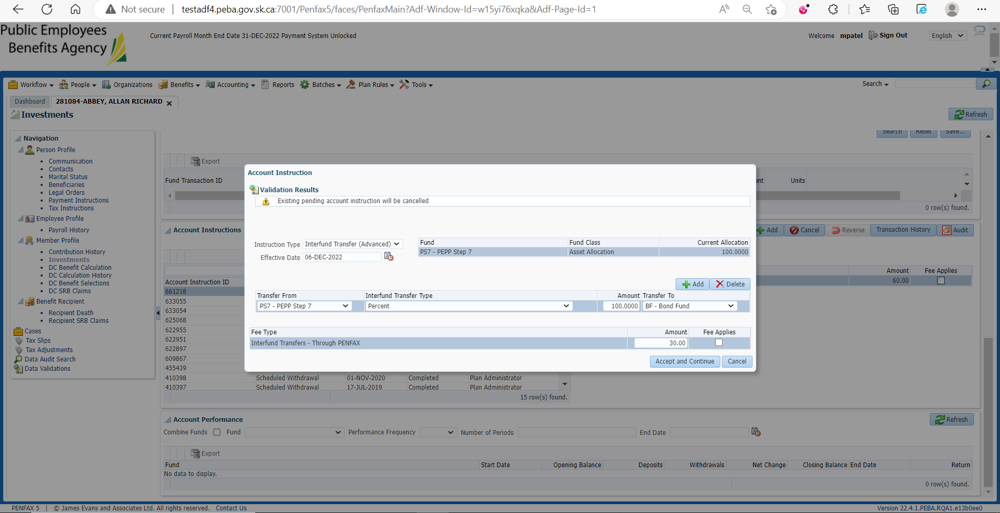 Not secure | testadf4.peba.gov.sk.ca:7001/Penfax5/faces/PenfaxMain?Adf-Window-Id=w15yi76xqka&Adf-Page-Id=1
Public Employees
Benefits Agency
Current Payroll Month End Date 31-DEC-2022 Payment System Unlocked
Welcome mpatel Sign Out English
Workflow People Organizations Benefits Accounting Reports Batches Plan Rules Tools Search
Dashboard 281084-ABBEY, ALLAN RICHARD
Investments
Refresh
Navigation
Person Profile
Communication
Contacts
Marital Status
Beneficiaries
Legal Orders
Payment Instructions
Tax Instructions
Employee Profile
Payroll History
Member Profile
Contribution History
Investments
DC Benefit Calculation
DC Calculation History
DC Benefit Selections
DC SRB Claims
Benefit Recipient
Recipient Death
Recipient SRB Claims
Cases
Tax Slips
Tax Adjustments
Data Audit Search
Data Validations
Search Reset Save...
Export
Fund Transaction ID
Units
0 row(s) found.
Account Instructions
Add Cancel Reverse Transaction History Audit
Amount Fee Applies
60.00
Account Instruction ID
661218
633055
633054
625068
622955
622951
622897
609867
455439
410398 Scheduled Withdrawal 01-NOV-2020 Completed Plan Administrator
410397 Scheduled Withdrawal 17-JUL-2019 Completed Plan Administrator
15 row(s) found.
Account Instruction
Validation Results
Existing pending account instruction will be cancelled
Instruction Type Interfund Transfer (Advanced)
Effective Date 06-DEC-2022
Fund Fund Class Current Allocation
PS7 - PEPP Step 7 Asset Allocation 100.0000
Add Delete
Transfer From Interfund Transfer Type Amount Transfer To
PS7 - PEPP Step 7 Percent 100.0000 BF - Bond Fund
Fee Type Amount Fee Applies
Interfund Transfers - Through PENFAX 30.00
Accept and Continue Cancel
Account Performance
Refresh
Combine Funds Fund Performance Frequency Number of Periods End Date
Export
Fund Start Date Opening Balance Deposits Withdrawals Net Change Closing Balance End Date Return
No data to display.
0 row(s) found.
PENFAX 5 | © James Evans and Associates Ltd. All rights reserved. Contact Us
Version 22.4.1.PEBA.RQA1.e13b0ee0